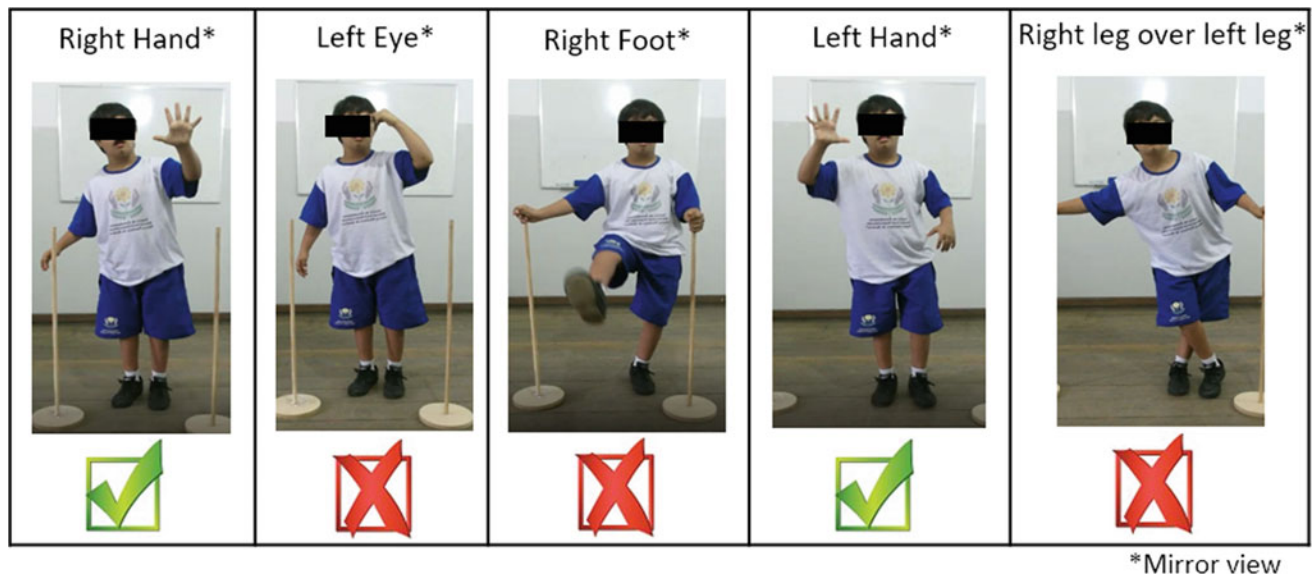 Right Hand*
Left Eye*
Right Foot*
Left Hand*
Right leg over left leg*
*Mirror view